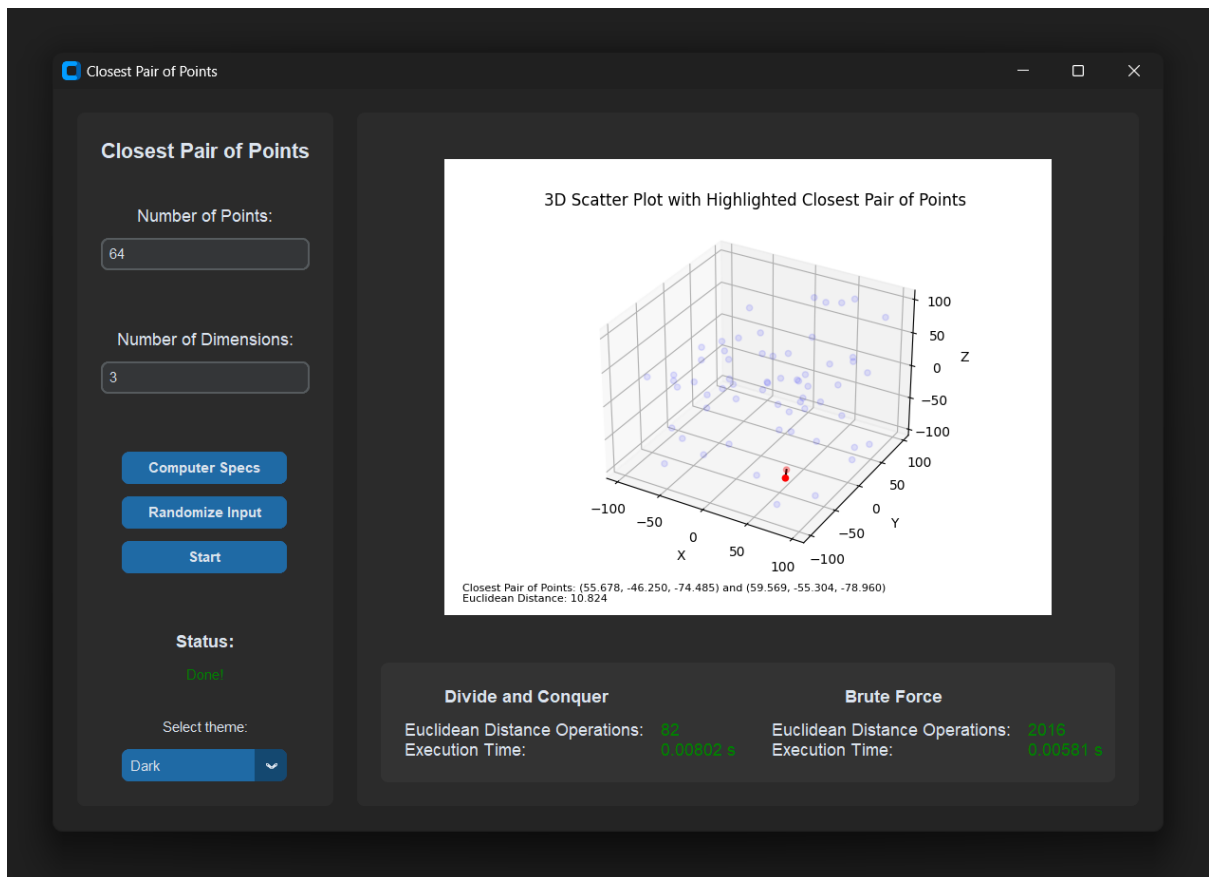 Closest Pair of Points
Closest Pair of Points
Number of Points:
64
Number of Dimensions:
3
Computer Specs
Randomize Input
Start
Status:
Done!
Select theme:
Dark
3D Scatter Plot with Highlighted Closest Pair of Points
100
50
0
−50
−100
Z
100
50
0
−50
−100
Y
−100
−50
0
50
100
X
Closest Pair of Points: (55.678, -46.250, -74.485) and (59.569, -55.304, -78.960)
Euclidean Distance: 10.824
Divide and Conquer
Euclidean Distance Operations: 82
Execution Time: 0.00802 s
Brute Force
Euclidean Distance Operations: 2016
Execution Time: 0.00581 s